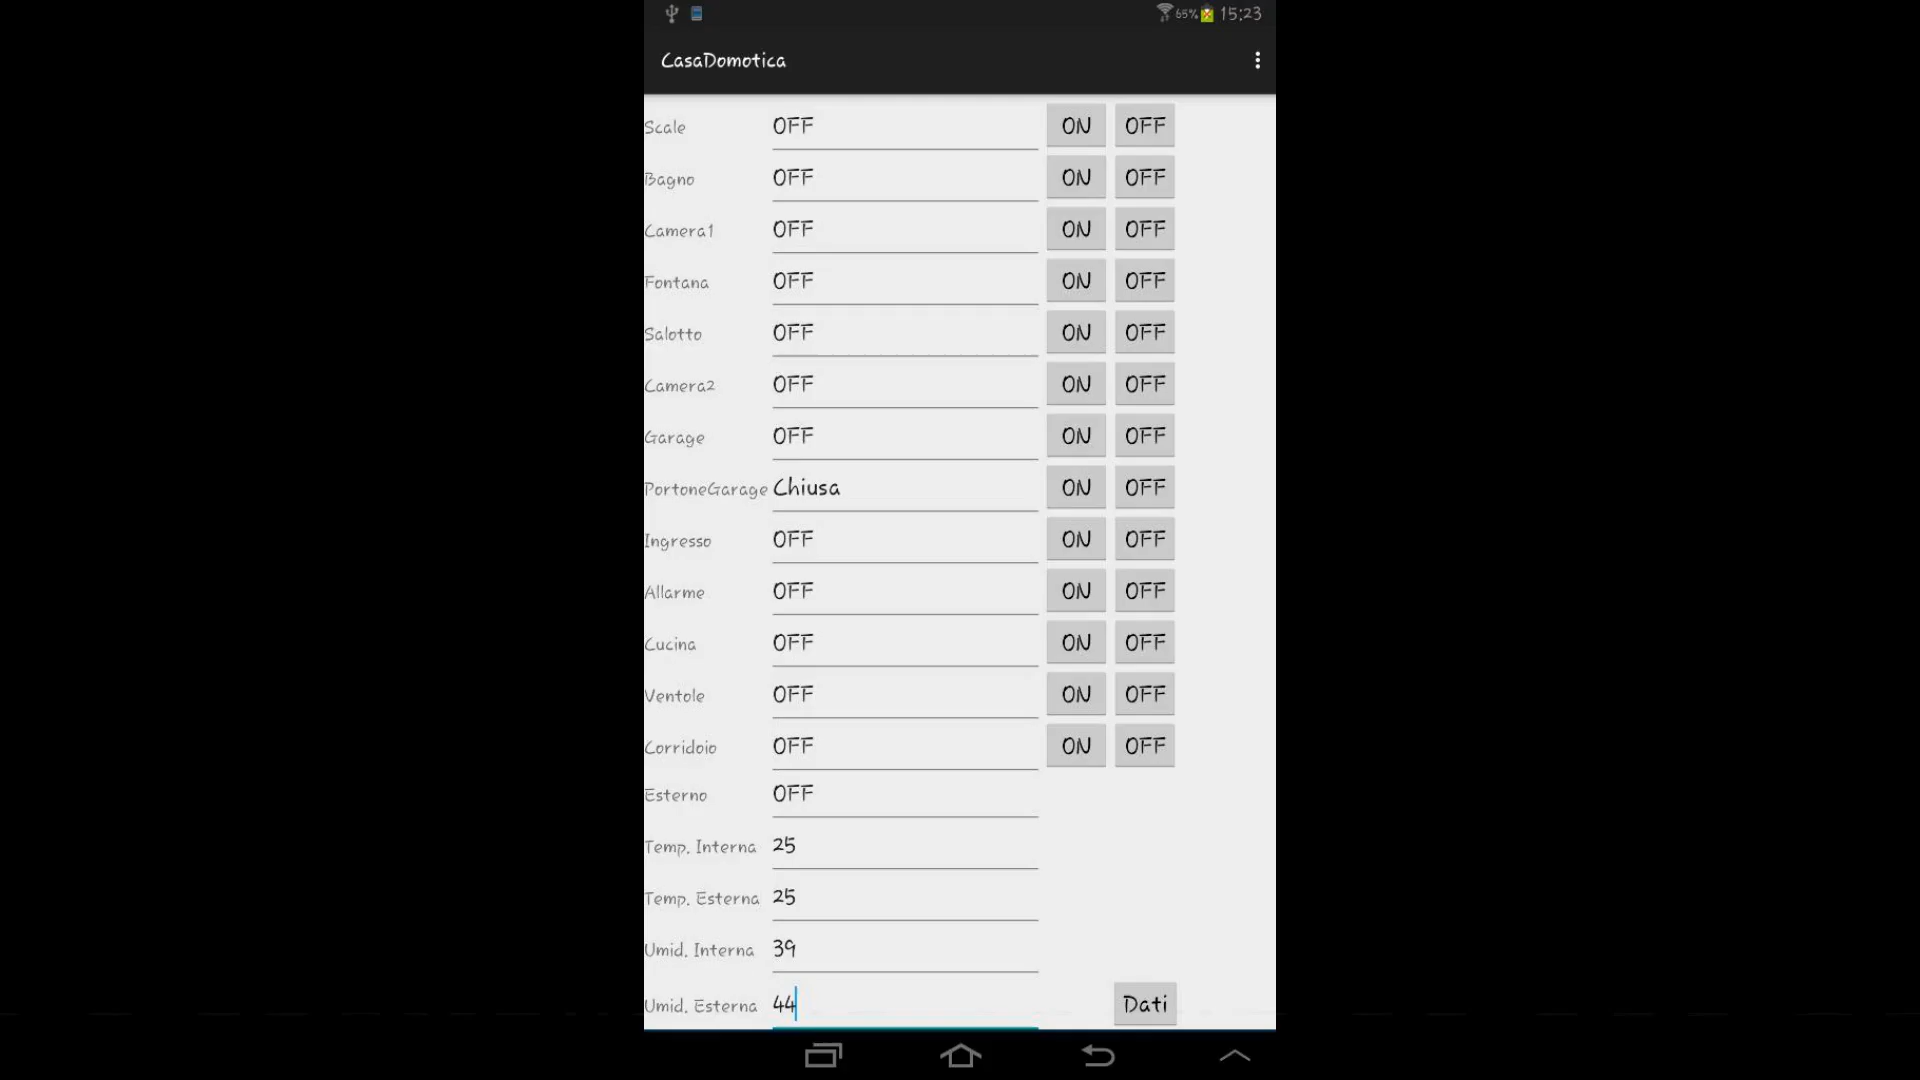 65% 15:23
CasaDomotica
Scale OFF ON OFF
Bagno OFF ON OFF
Camera1 OFF ON OFF
Fontana OFF ON OFF
Salotto OFF ON OFF
Camera2 OFF ON OFF
Garage OFF ON OFF
PortoneGarage Chiusa ON OFF
Ingresso OFF ON OFF
Allarme OFF ON OFF
Cucina OFF ON OFF
Ventole OFF ON OFF
Corridoio OFF ON OFF
Esterno OFF
Temp. Interna 25
Temp. Esterna 25
Umid. Interna 39
Umid. Esterna 44 Dati